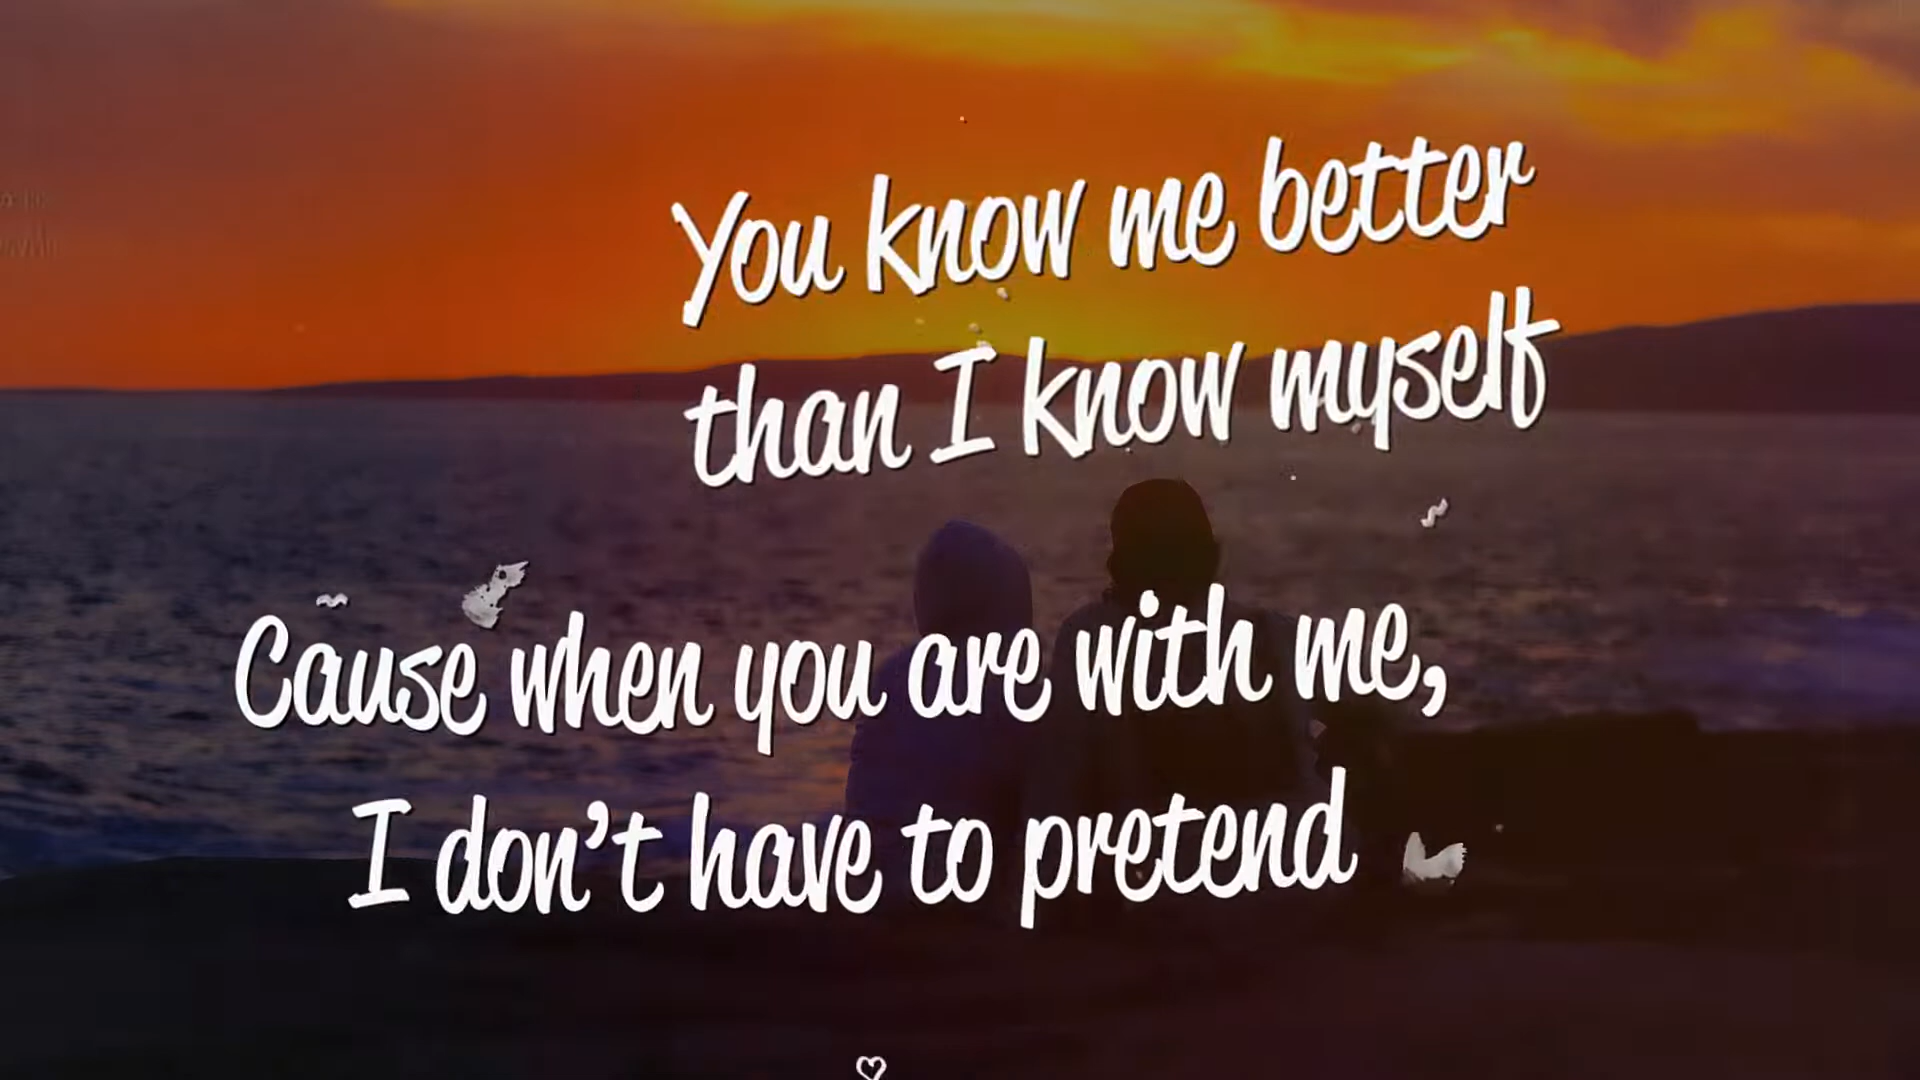 You know me better
than I know myself
Cause when you are with me,
I don't have to pretend